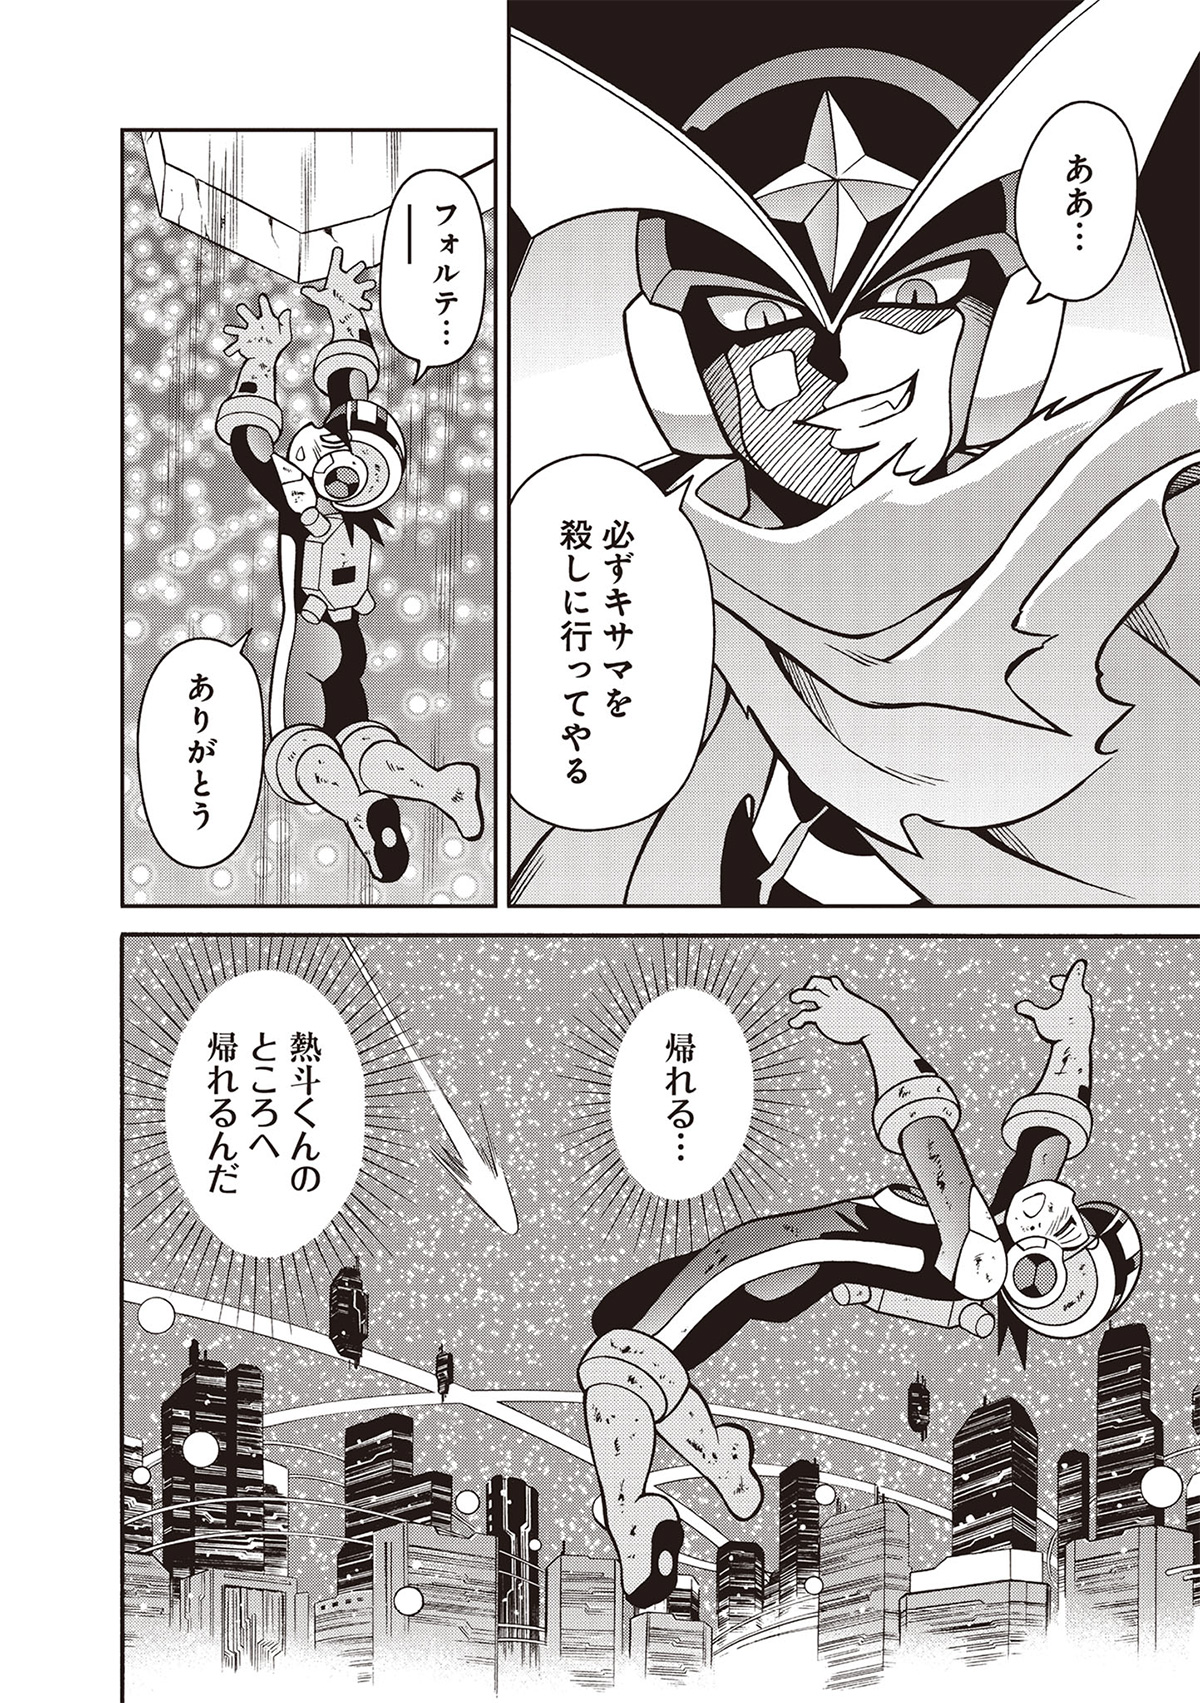 ああ…
必ずキサマを
殺しに行ってやる
フォルテ…
ー
ありがとう
帰れる…
熱斗くんの
ところへ
帰れるんだ